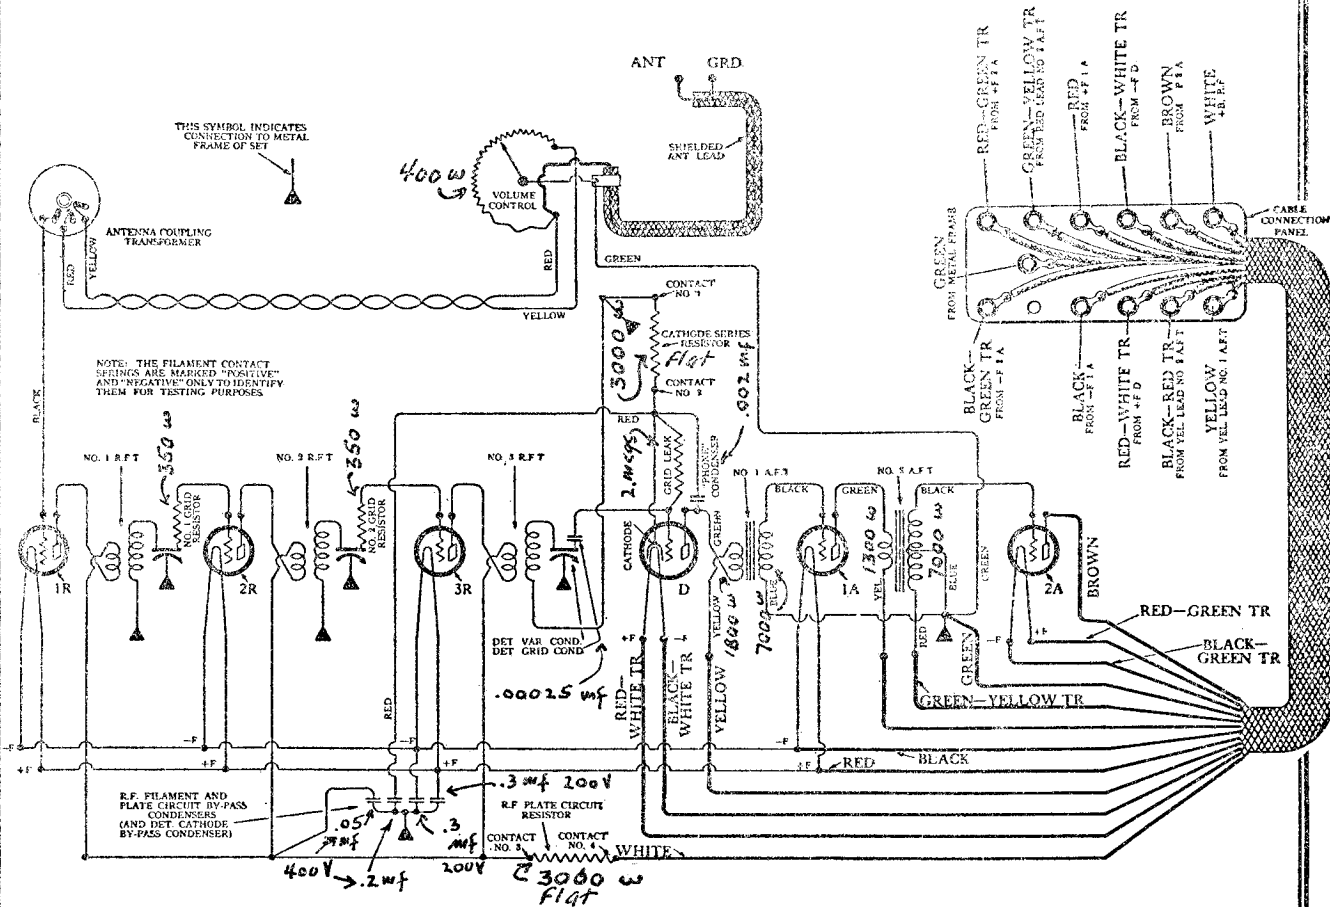 ANT
GRD.
THIS SYMBOL INDICATES
CONNECTION TO METAL
FRAME OF SET
SHIELDED
ANT LEAD
400 ω
VOLUME
CONTROL
ANTENNA COUPLING
TRANSFORMER
RED
YELLOW
RED
GREEN
YELLOW
BLACK
RED—GREEN TR
FROM +F 2 A
GREEN—YELLOW TR
FROM RED LEAD NO 2 A.F.T
RED
FROM +F 1 A
BLACK—WHITE TR
FROM —F D.
BROWN
FROM P 2 A
WHITE
+B. R.F
CABLE
CONNECTION
PANEL
GREEN
FROM METAL FRAME
BLACK—
GREEN TR
FROM —F 2 A
BLACK
FROM —F 1 A
RED—WHITE TR
FROM +F D
BLACK—RED TR
FROM YEL LEAD NO 2 A.F.T
YELLOW
FROM YEL LEAD NO. 1 A.F.T
CONTACT
NO 1
CATHODE SERIES
RESISTOR
Flat
3000 ω
CONTACT
NO 2
.002 mf
NOTE: THE FILAMENT CONTACT
SPRINGS ARE MARKED "POSITIVE"
AND "NEGATIVE" ONLY TO IDENTIFY
THEM FOR TESTING PURPOSES
RED
NO. 1 R.F.T
350 ω
NO. 1 GRID
RESISTOR
NO. 2 R.F.T
350 ω
NO. 2 GRID
RESISTOR
NO. 3 R.F.T
2 megs
GRID LEAK
"PHONE"
CONDENSER
NO 1 A.F.T
BLACK
GREEN
NO. 2 A.F.T
BLACK
CATHODE
GREEN
YELLOW
1800 ω
7000 ω
BLUE
1300 ω
YEL
7000 ω
BLUE
GREEN
RED
BROWN
1R
2R
3R
D
1A
2A
DET VAR COND.
DET GRID COND.
.00025 mf
+F
—F
—F
+F
RED—GREEN TR
BLACK—
GREEN TR
GREEN
GREEN—YELLOW TR
RED—
WHITE TR
BLACK—
WHITE TR
YELLOW
RED
—F
—F
—F
—F
BLACK
+F
+F
+F
+F
RED
R.F. FILAMENT AND
PLATE CIRCUIT BY-PASS
CONDENSERS
(AND DET. CATHODE
BY-PASS CONDENSER)
.3 mf 200V
.05
mf
400V
.2 mf
.3
mf
200V
R.F PLATE CIRCUIT
RESISTOR
CONTACT
NO. 3
CONTACT
NO. 4
WHITE
3000 ω
Flat